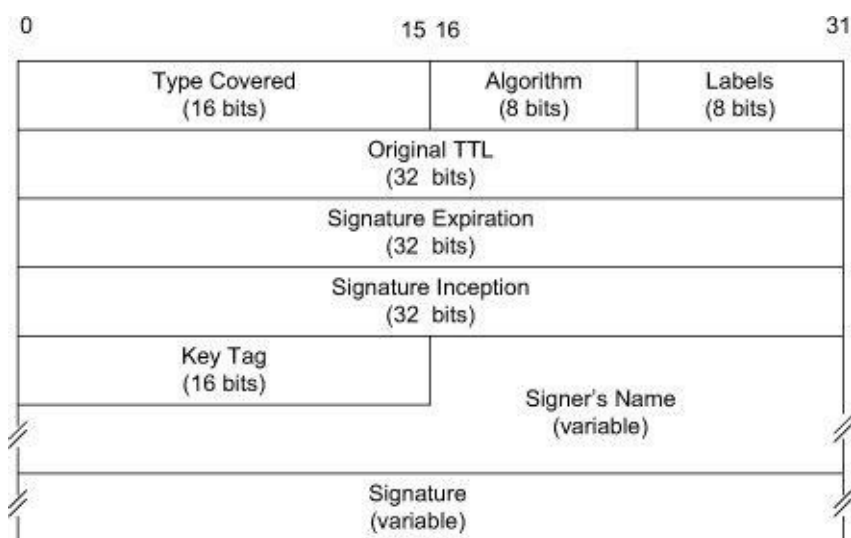 0 15 16 31
Type Covered Algorithm Labels
(16 bits) (8 bits) (8 bits)
Original TTL
(32 bits)
Signature Expiration
(32 bits)
Signature Inception
(32 bits)
Key Tag
(16 bits)
Signer's Name
(variable)
Signature
(variable)